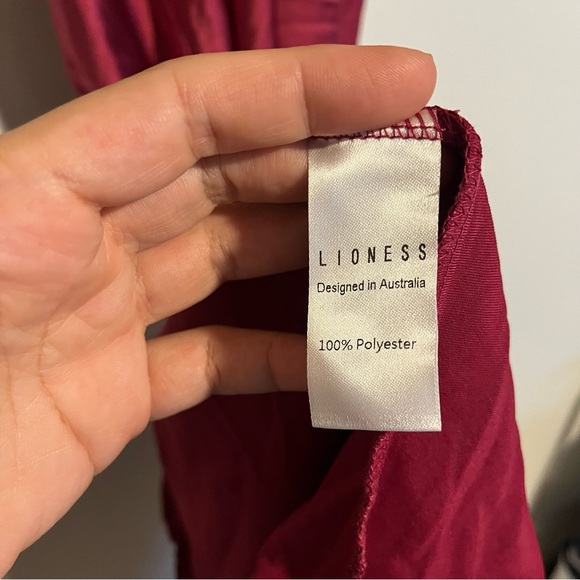 LIONESS
Designed in Australia
100% Polyester